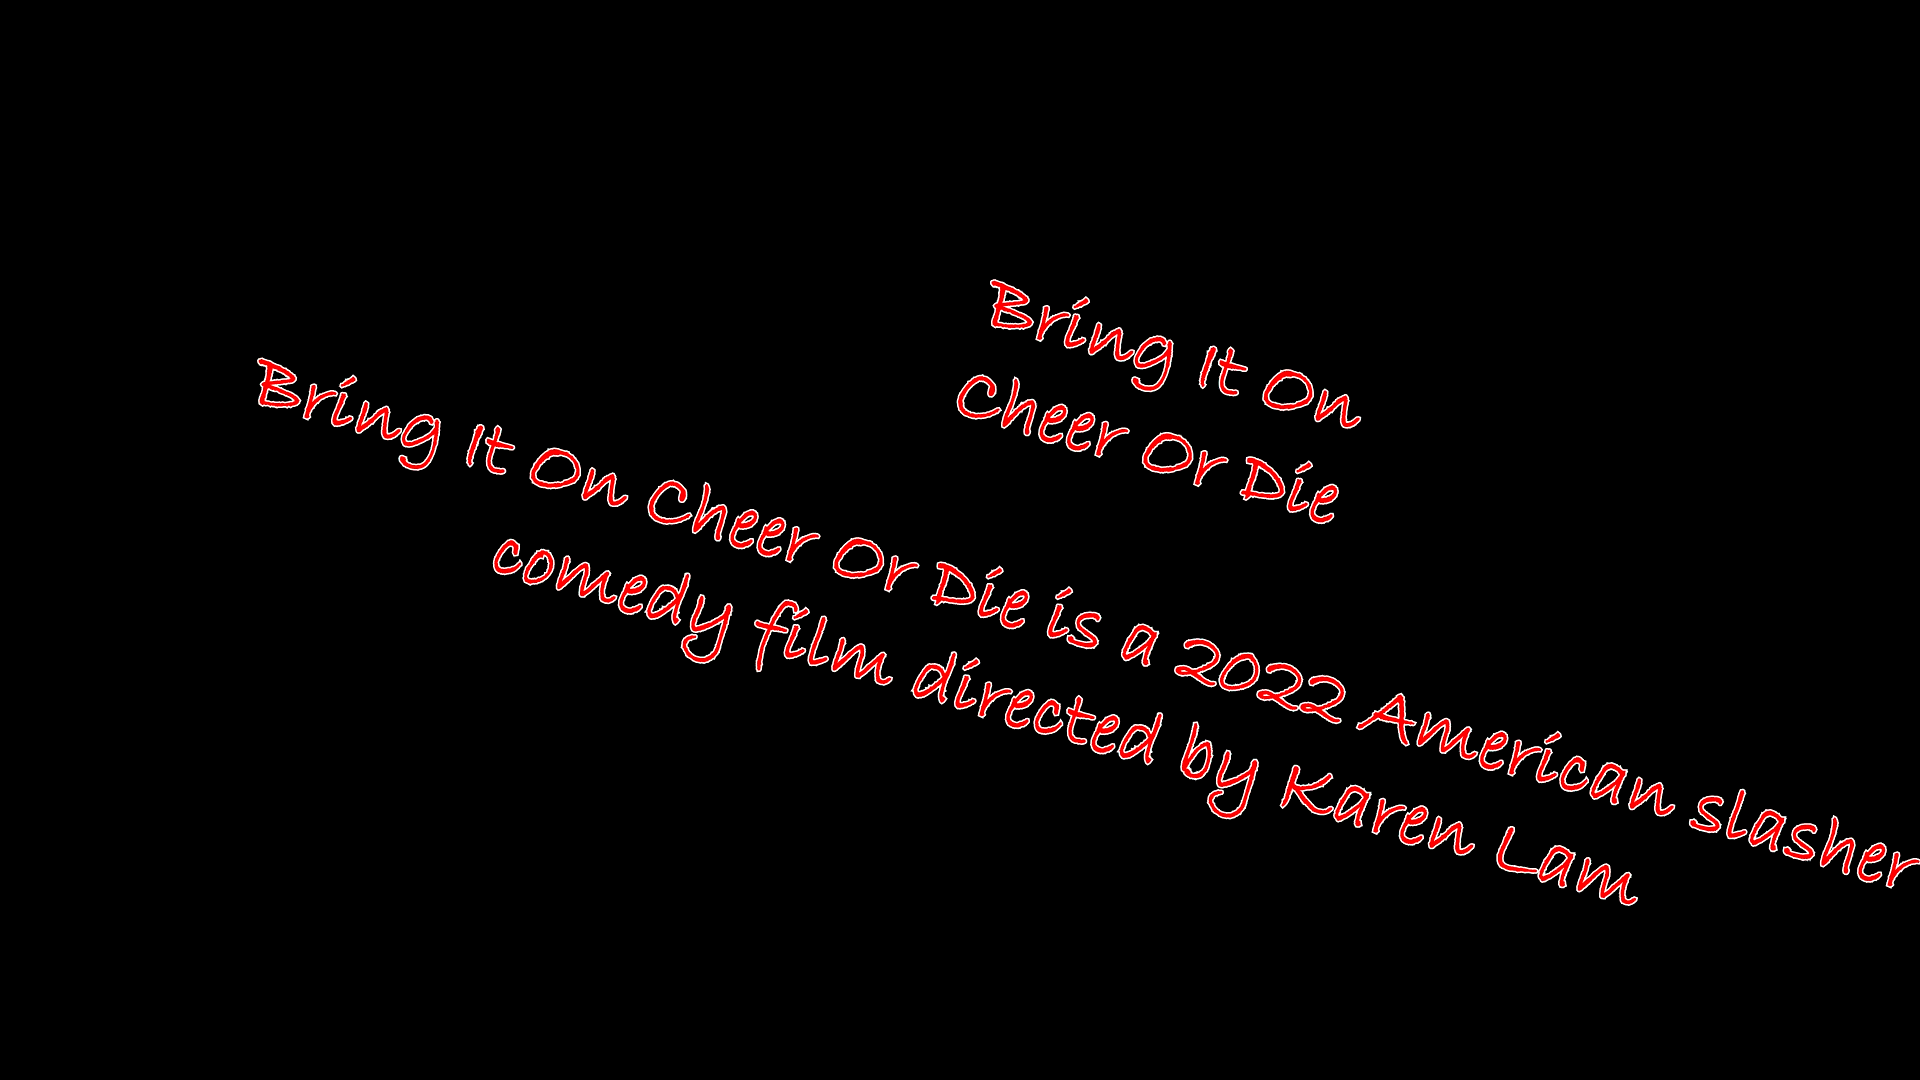 Bring It On
Cheer Or Die
Bring It On Cheer Or Die is a 2022 American slasher
comedy film directed by Karen Lam